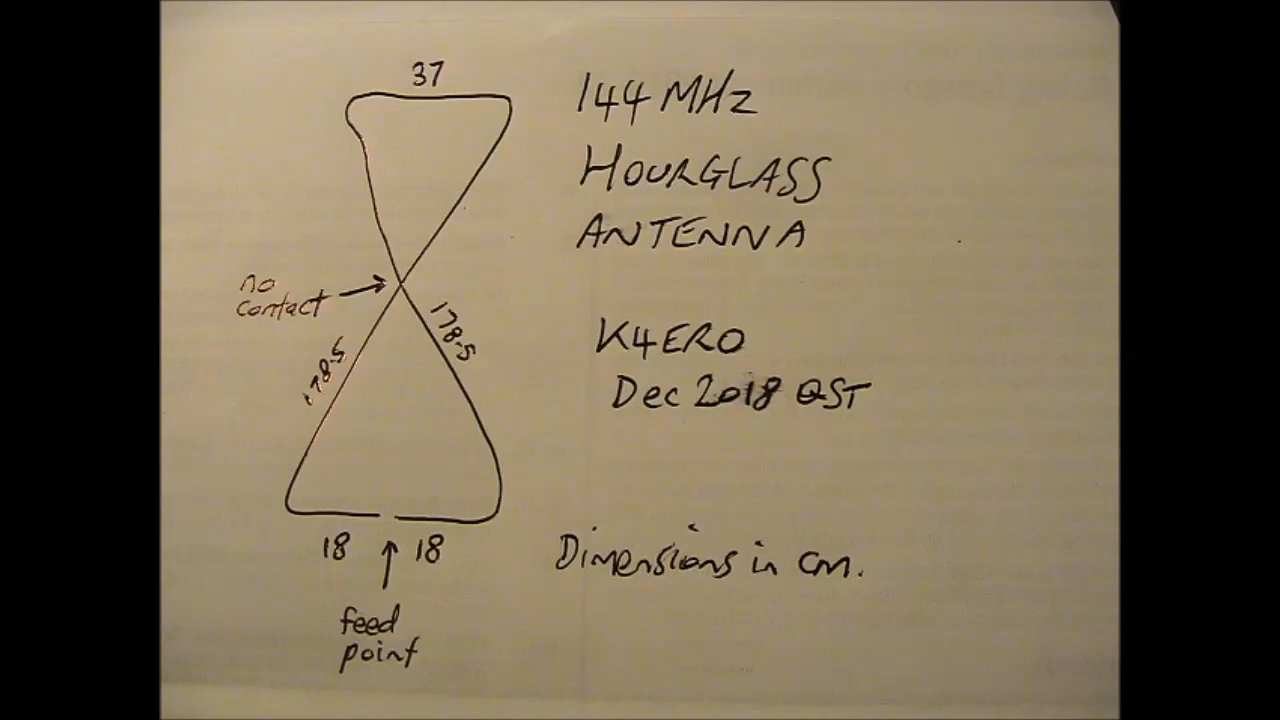 37
144 MHz
HOURGLASS
ANTENNA
no
contact
178.5
178.5
K4ERO
Dec 2018 QST
18
18
feed
point
Dimensions in cm.